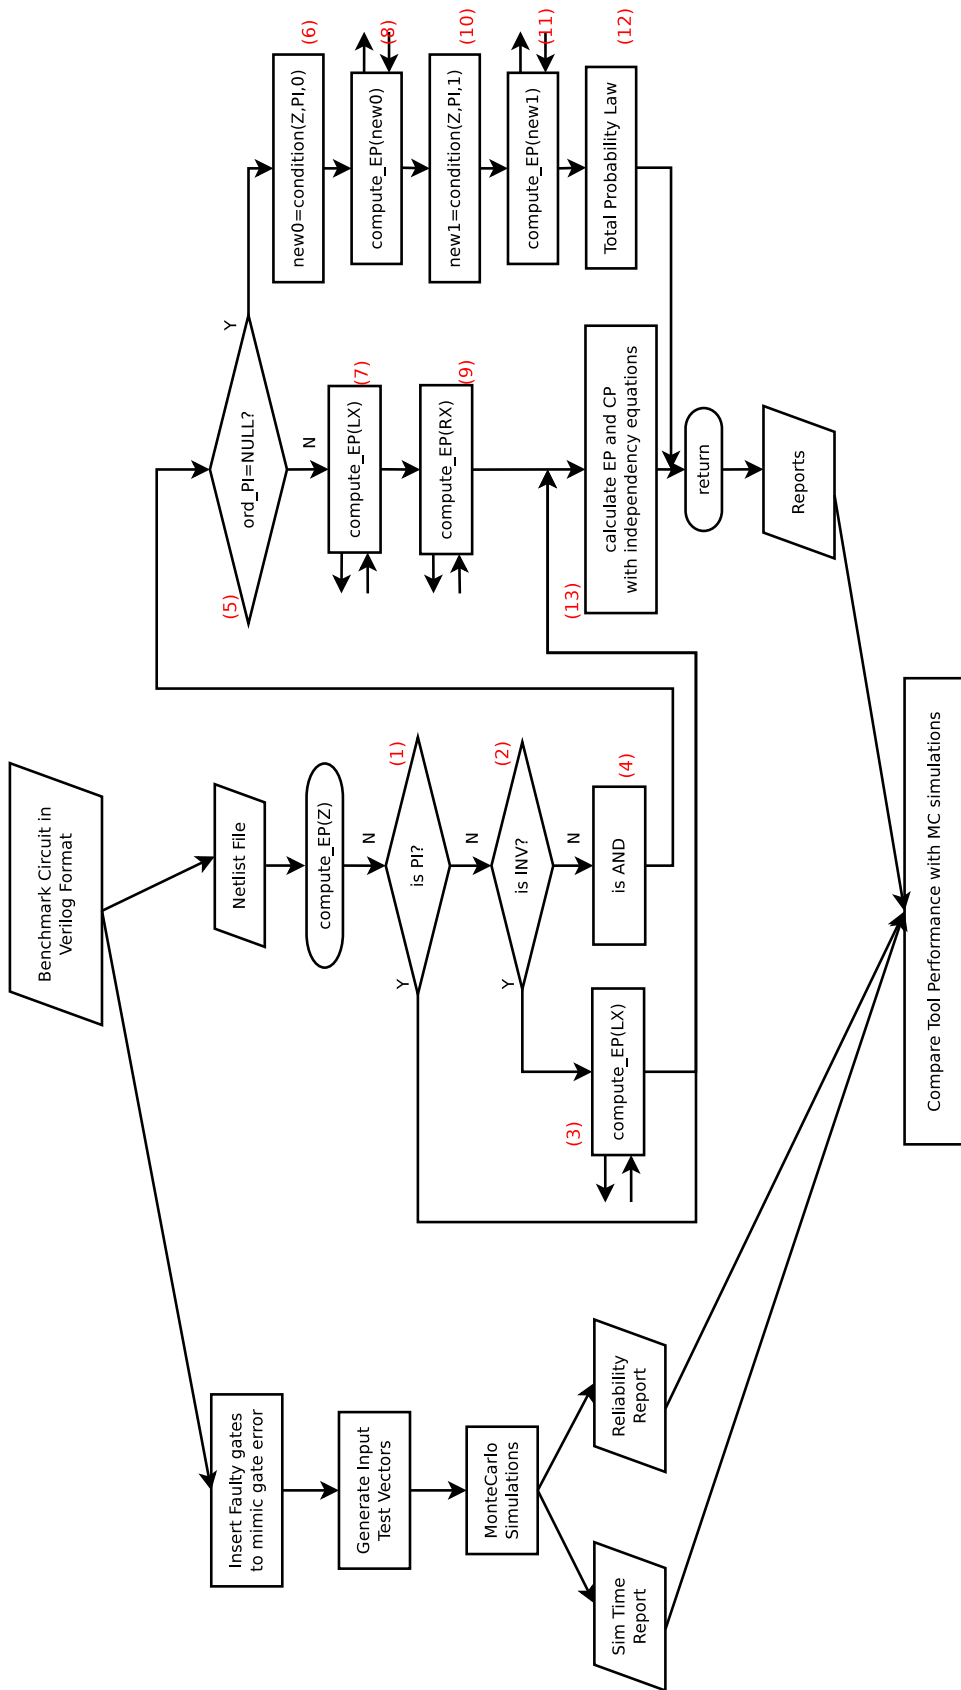 Benchmark Circuit in
Verilog Format
Insert Faulty gates
to mimic gate error
Generate Input
Test Vectors
MonteCarlo
Simulations
Sim Time
Report
Reliability
Report
Netlist File
compute_EP(Z)
N
is PI?
(1)
Y
N
is INV?
(2)
Y
N
is AND
(4)
compute_EP(LX)
(3)
ord_PI=NULL?
(5)
Y
N
new0=condition(Z,PI,0)
(6)
compute_EP(LX)
(7)
compute_EP(new0)
(8)
compute_EP(RX)
(9)
new1=condition(Z,PI,1)
(10)
compute_EP(new1)
(11)
Total Probability Law
(12)
calculate EP and CP
with independency equations
(13)
return
Reports
Compare Tool Performance with MC simulations